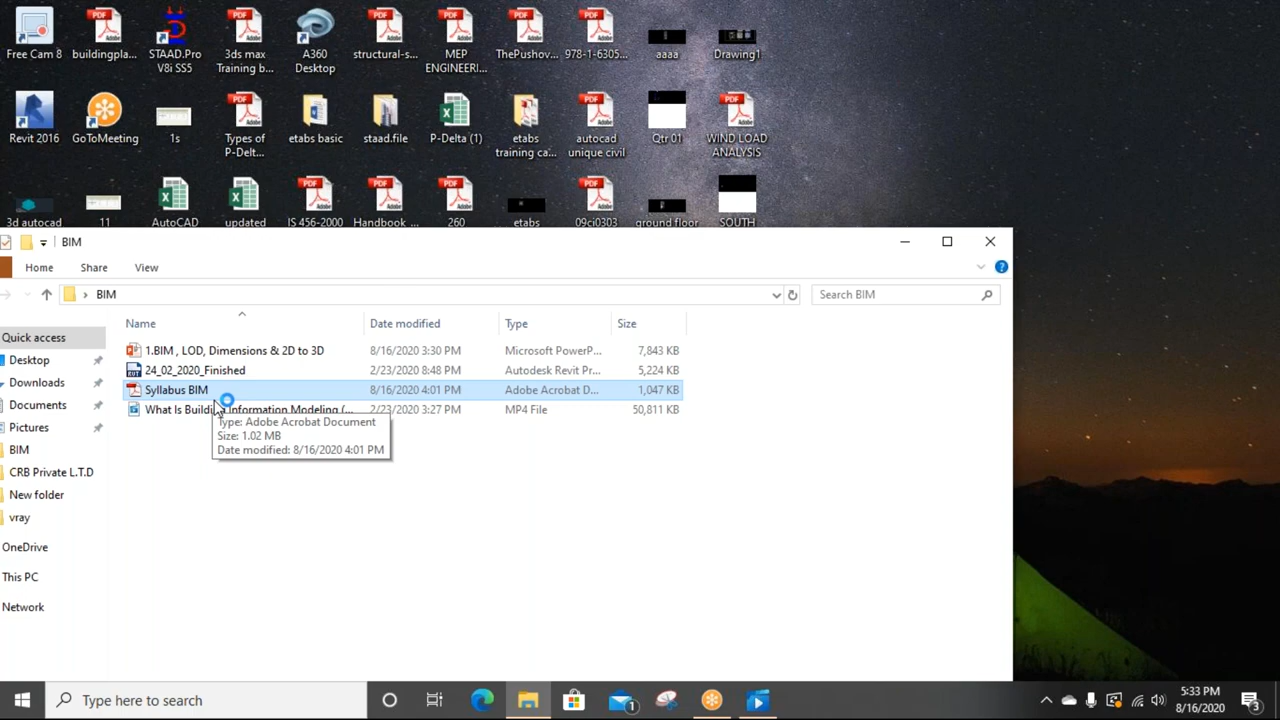 Free Cam 8
buildingpla...
STAAD.Pro
V8i SS5
3ds max
Training b...
A360
Desktop
structural-s...
MEP
ENGINEERI...
ThePushov...
978-1-6305...
aaaa
Drawing1
Revit 2016
GoToMeeting
1s
Types of
P-Delt...
etabs basic
staad.file
P-Delta (1)
etabs
training ca...
autocad
unique civil
Qtr 01
WIND LOAD
ANALYSIS
3d autocad
11
AutoCAD
updated
IS 456-2000
Handbook ...
260
etabs
09ci0303
ground floor
SOUTH
BIM
Home Share View
BIM
Search BIM
Name Date modified Type Size
1.BIM , LOD, Dimensions & 2D to 3D 8/16/2020 3:30 PM Microsoft PowerP... 7,843 KB
24_02_2020_Finished 2/23/2020 8:48 PM Autodesk Revit Pr... 5,224 KB
Syllabus BIM 8/16/2020 4:01 PM Adobe Acrobat D... 1,047 KB
What Is Building Information Modeling (... 2/23/2020 3:27 PM MP4 File 50,811 KB
Type: Adobe Acrobat Document
Size: 1.02 MB
Date modified: 8/16/2020 4:01 PM
Quick access
Desktop
Downloads
Documents
Pictures
BIM
CRB Private L.T.D
New folder
vray
OneDrive
This PC
Network
Type here to search
1
5:33 PM
8/16/2020
3